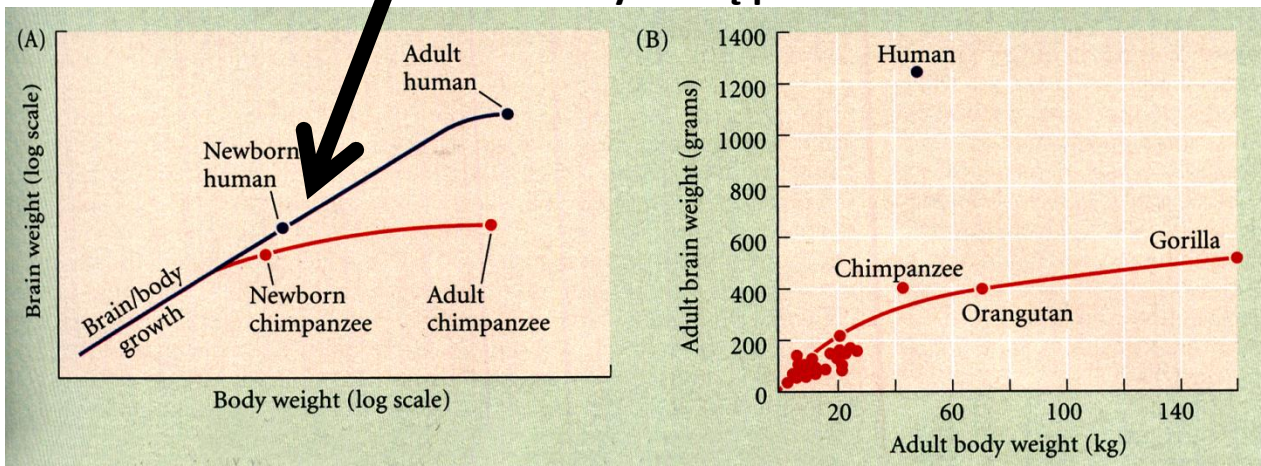 (A)
Brain weight (log scale)
Adult
human
Newborn
human
Brain/body
growth
Newborn
chimpanzee
Adult
chimpanzee
Body weight (log scale)
(B)
Adult brain weight (grams)
1400
1200
1000
800
600
400
200
0
Human
Chimpanzee
Orangutan
Gorilla
20
60
100
140
Adult body weight (kg)